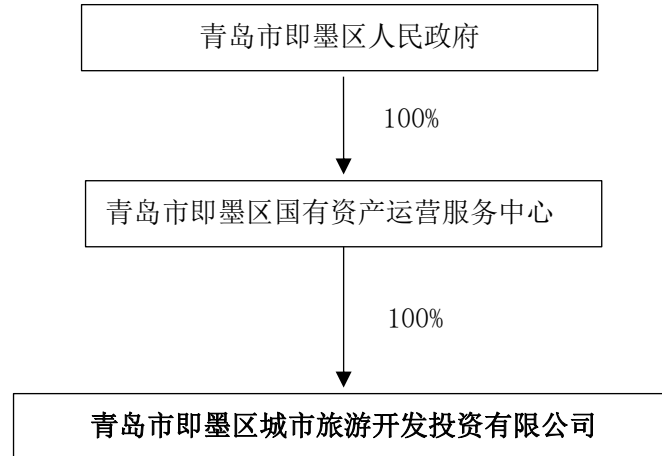 青岛市即墨区人民政府
100%
青岛市即墨区国有资产运营服务中心
100%
青岛市即墨区城市旅游开发投资有限公司